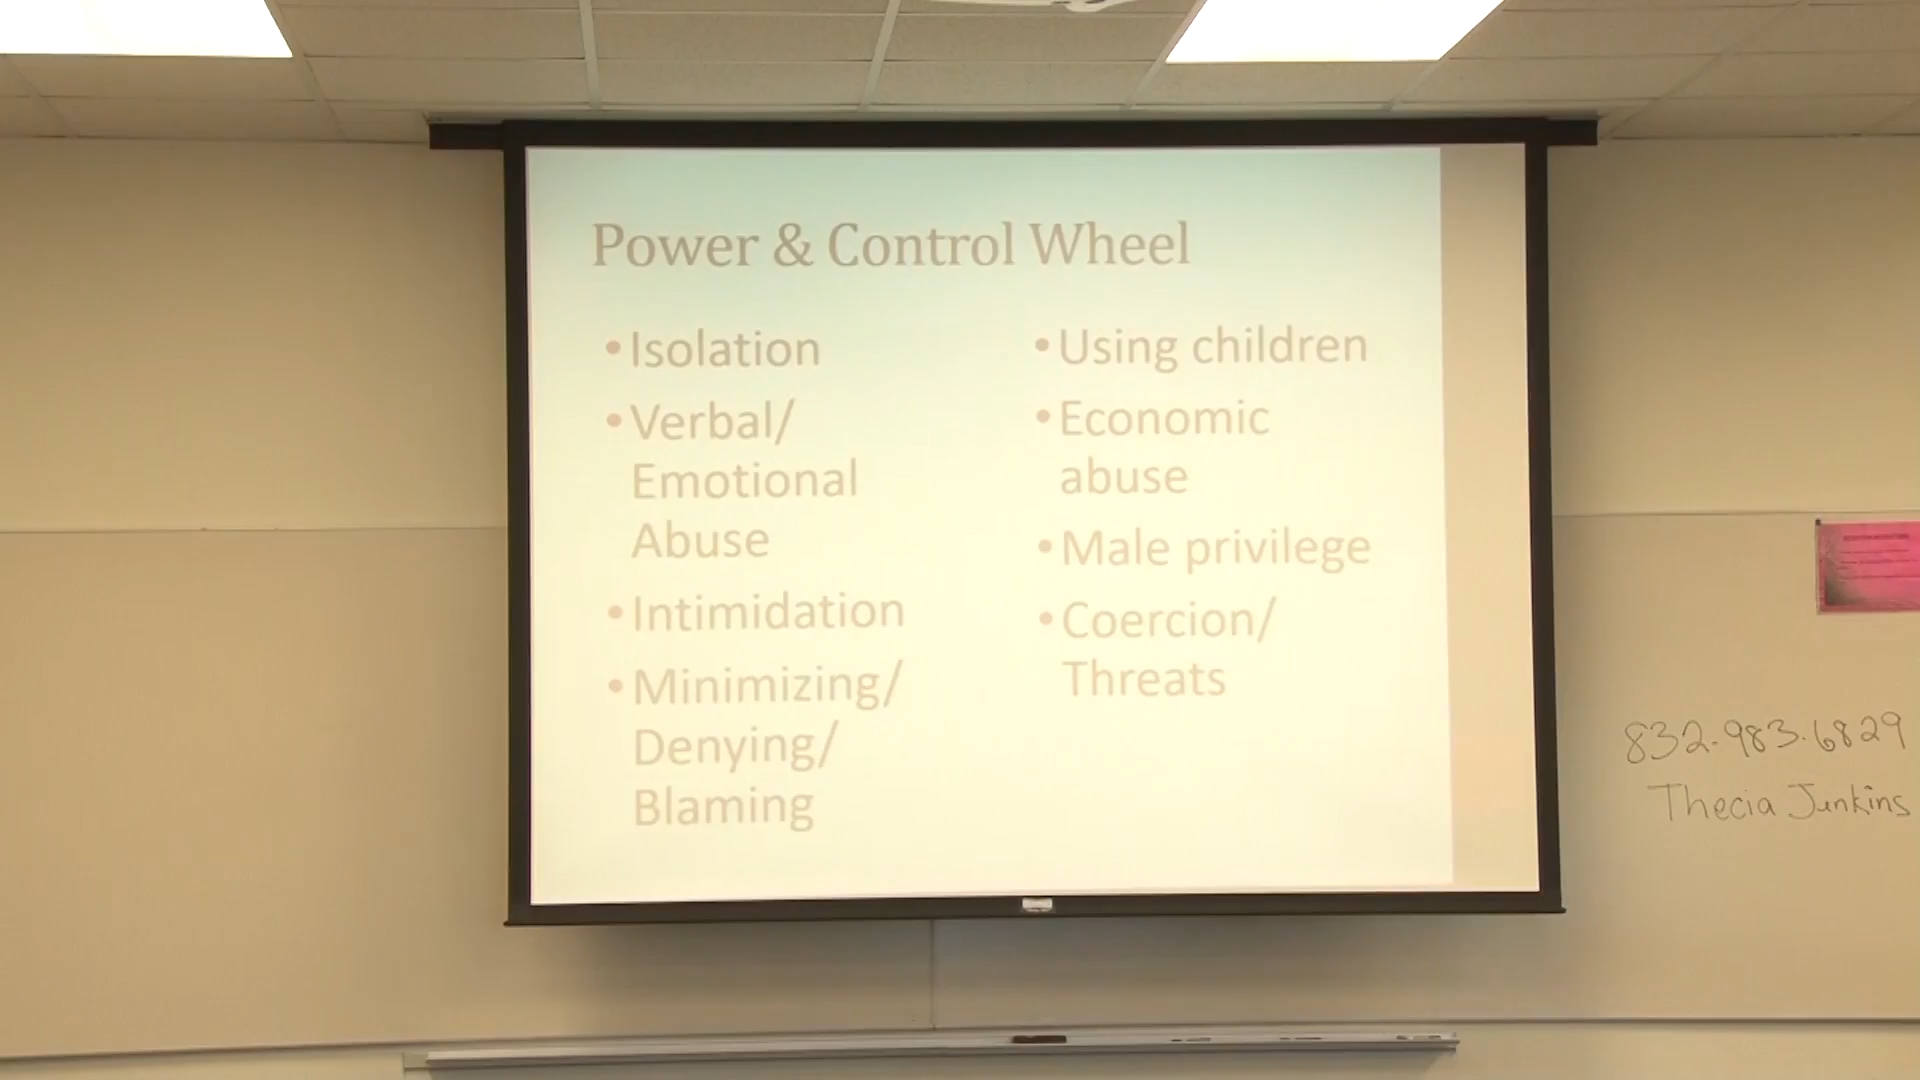 Power & Control Wheel
• Isolation
• Verbal/
Emotional
Abuse
• Intimidation
• Minimizing/
Denying/
Blaming
• Using children
• Economic
abuse
• Male privilege
• Coercion/
Threats
832-983-6829
Thecia Junkins